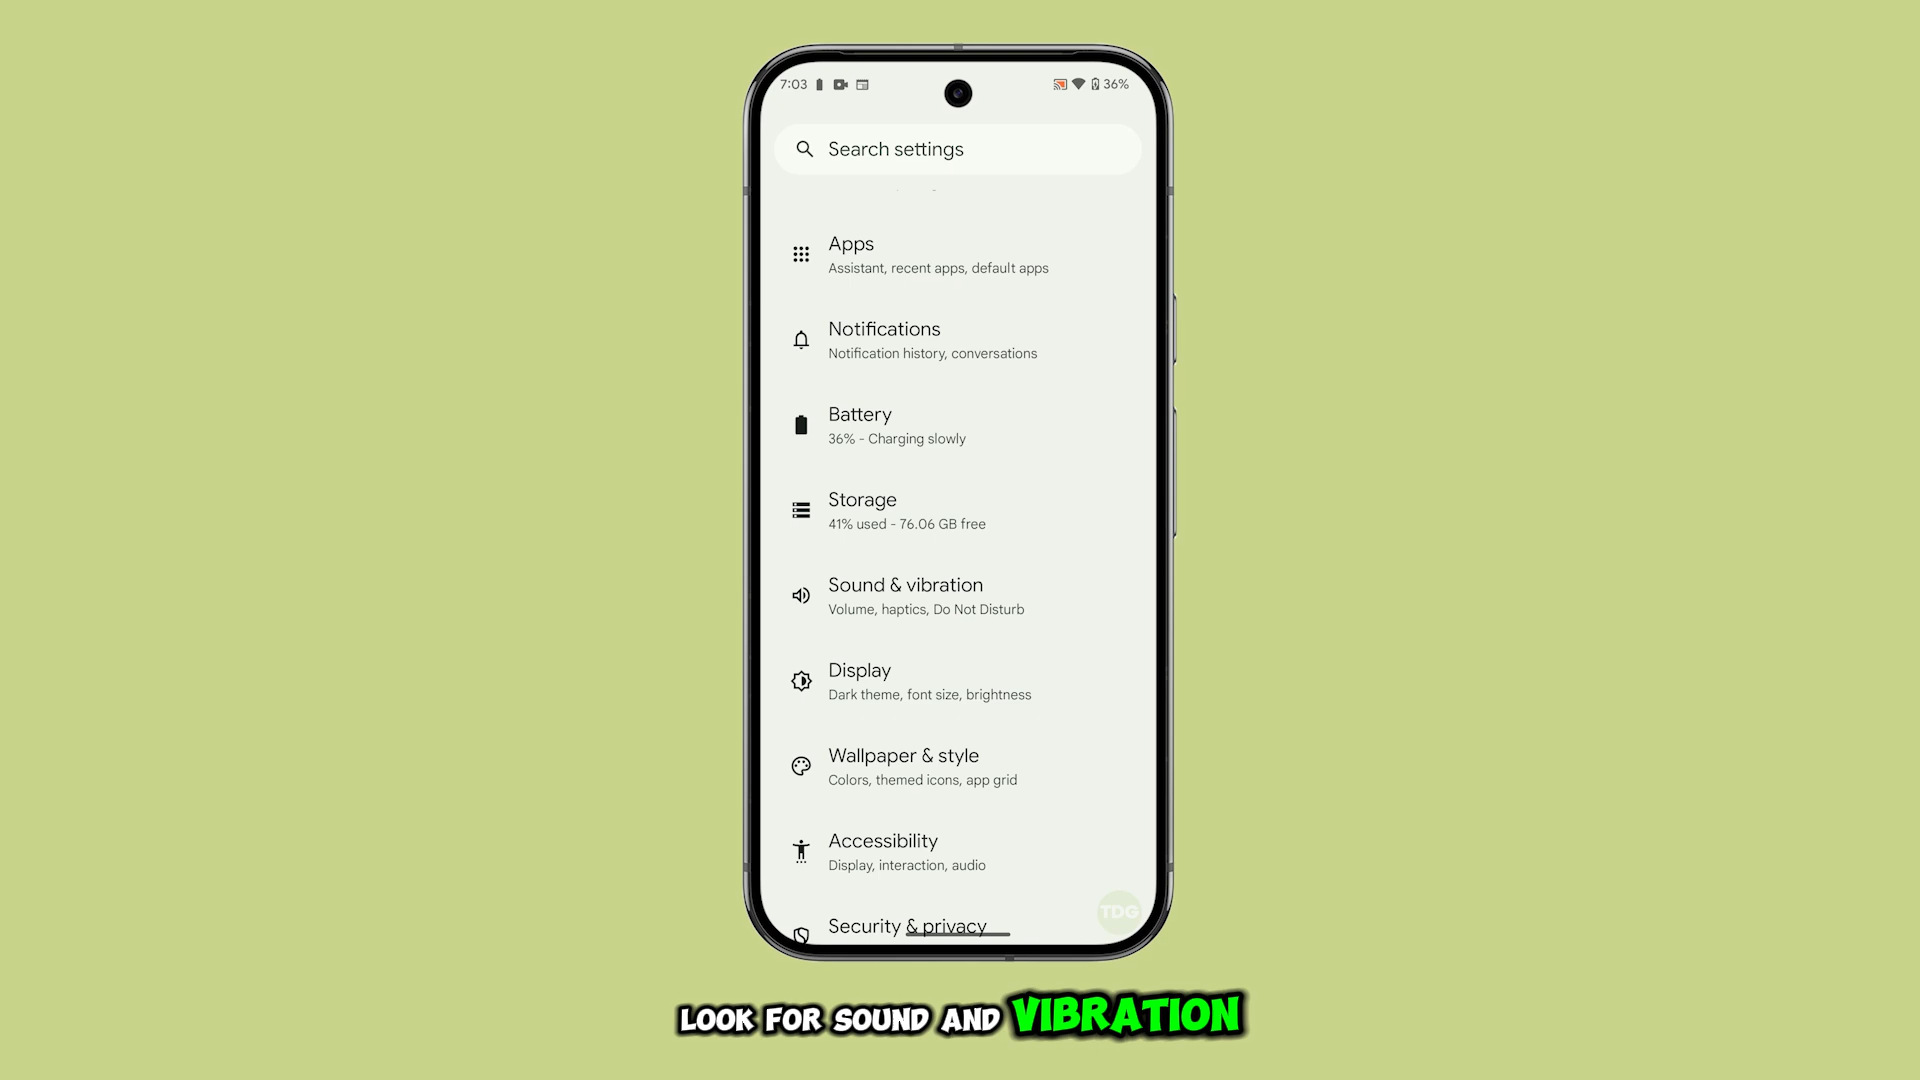 7:03
36%
Search settings
Apps
Assistant, recent apps, default apps
Notifications
Notification history, conversations
Battery
36% - Charging slowly
Storage
41% used - 76.06 GB free
Sound & vibration
Volume, haptics, Do Not Disturb
Display
Dark theme, font size, brightness
Wallpaper & style
Colors, themed icons, app grid
Accessibility
Display, interaction, audio
TDG
Security & privacy
LOOK FOR SOUND AND VIBRATION